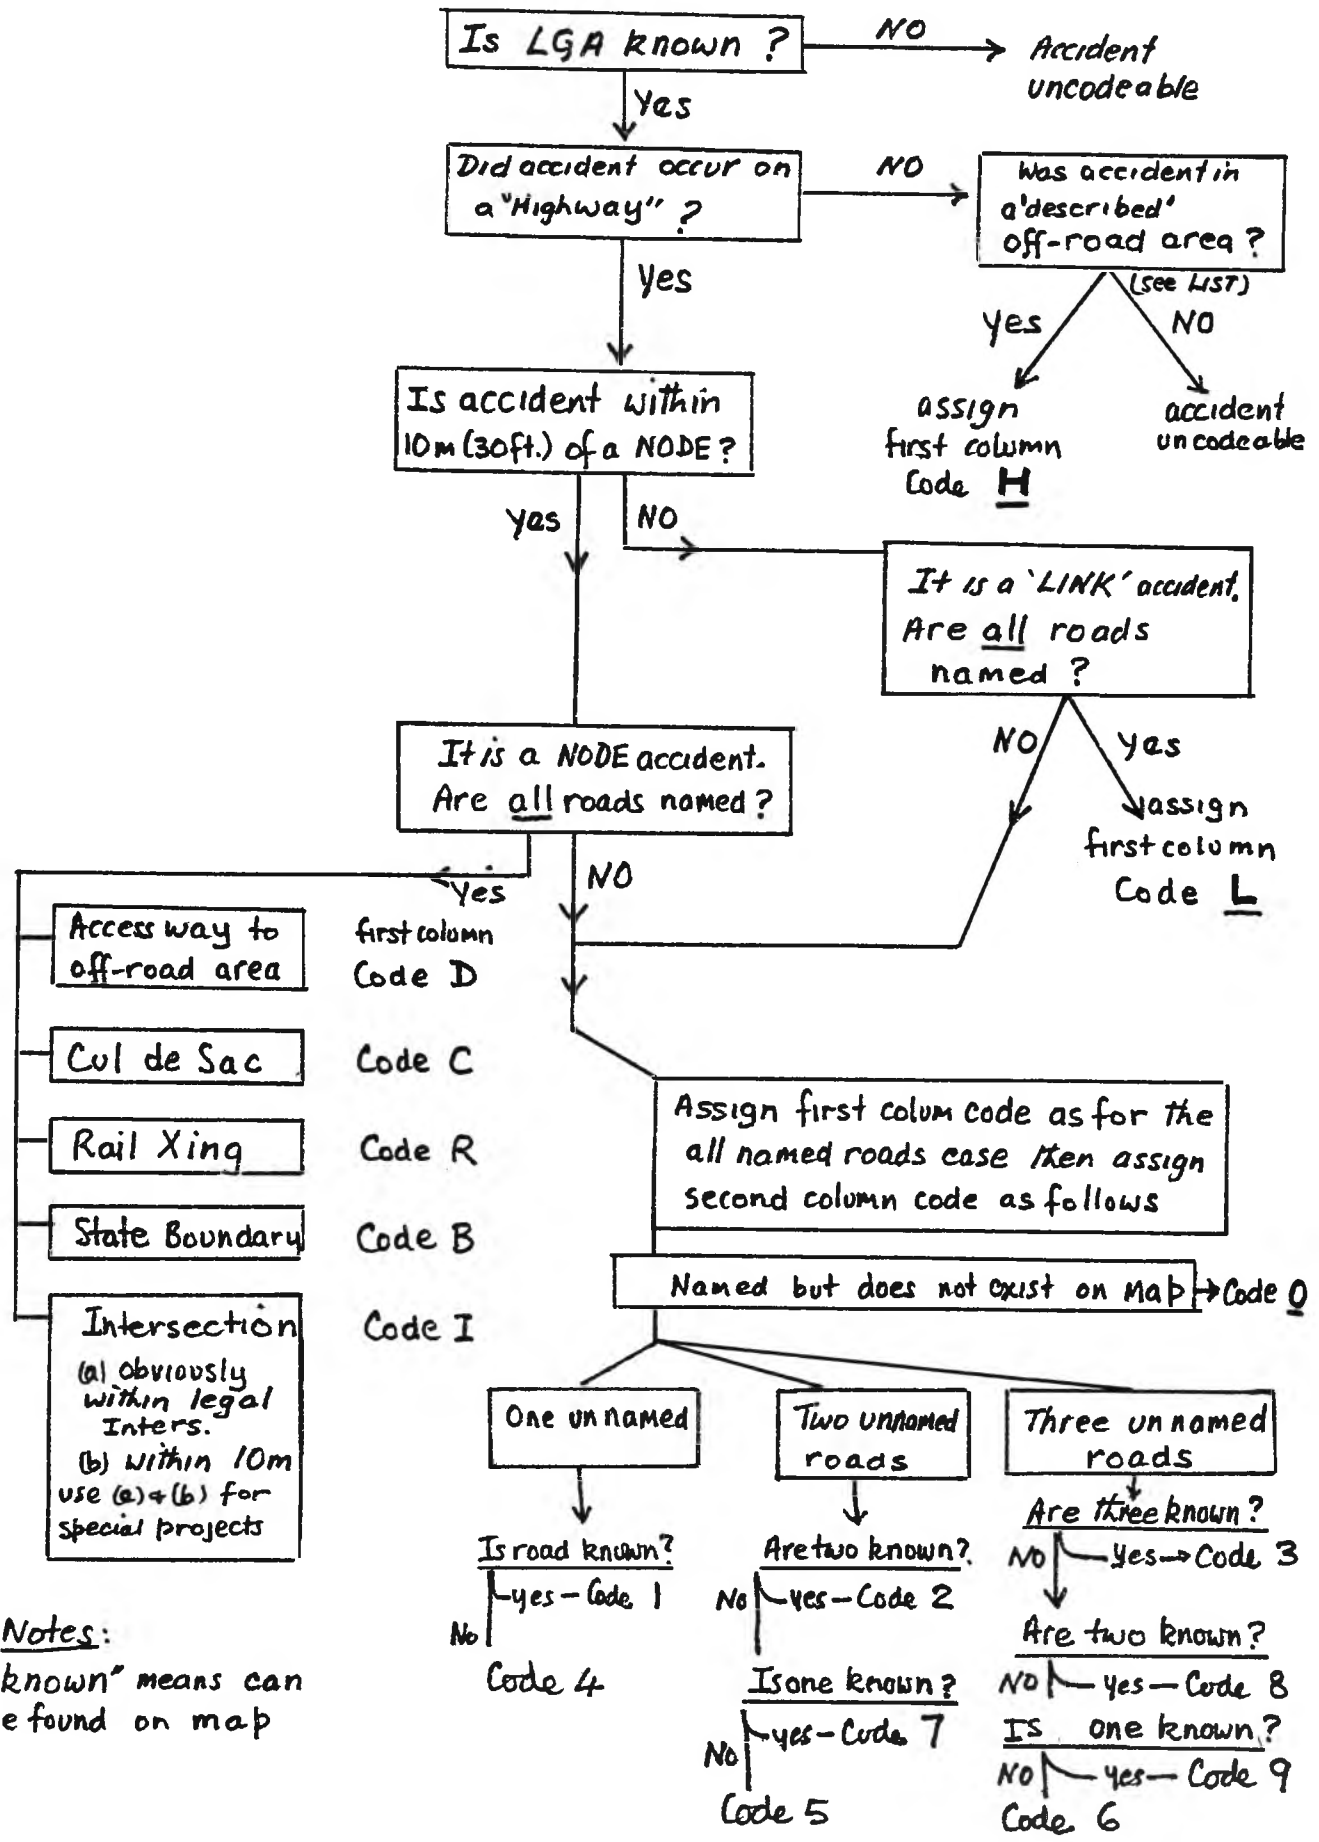 Is LGA known ?
NO
Accident
uncodeable
Yes
Did accident occur on
a "Highway" ?
NO
Was accident in
a 'described'
off-road area ?
(see LIST)
Yes
Yes
NO
assign
first column
Code H
accident
uncodeable
Is accident within
10m (30ft.) of a NODE ?
Yes
NO
It is a 'LINK' accident.
Are all roads
named ?
NO
Yes
assign
first column
Code L
It is a NODE accident.
Are all roads named ?
Yes
NO
Access way to
off-road area
first column
Code D
Cul de Sac
Code C
Rail Xing
Code R
State Boundary
Code B
Intersection
Code I
(a) obviously
within legal
Inters.
(b) within 10m
use (a) + (b) for
special projects
Assign first colum code as for the
all named roads case then assign
second column code as follows
Named but does not exist on Map
Code 0
One unnamed
Two unnamed
roads
Three unnamed
roads
Is road known?
yes - Code 1
No
Code 4
Are two known?
No
yes - Code 2
Is one known?
yes - Code 7
No
Code 5
Are three known?
NO
yes → Code 3
Are two known?
NO
yes - Code 8
Is one known?
NO
yes - Code 9
Code 6
Notes:
known" means can
e found on map